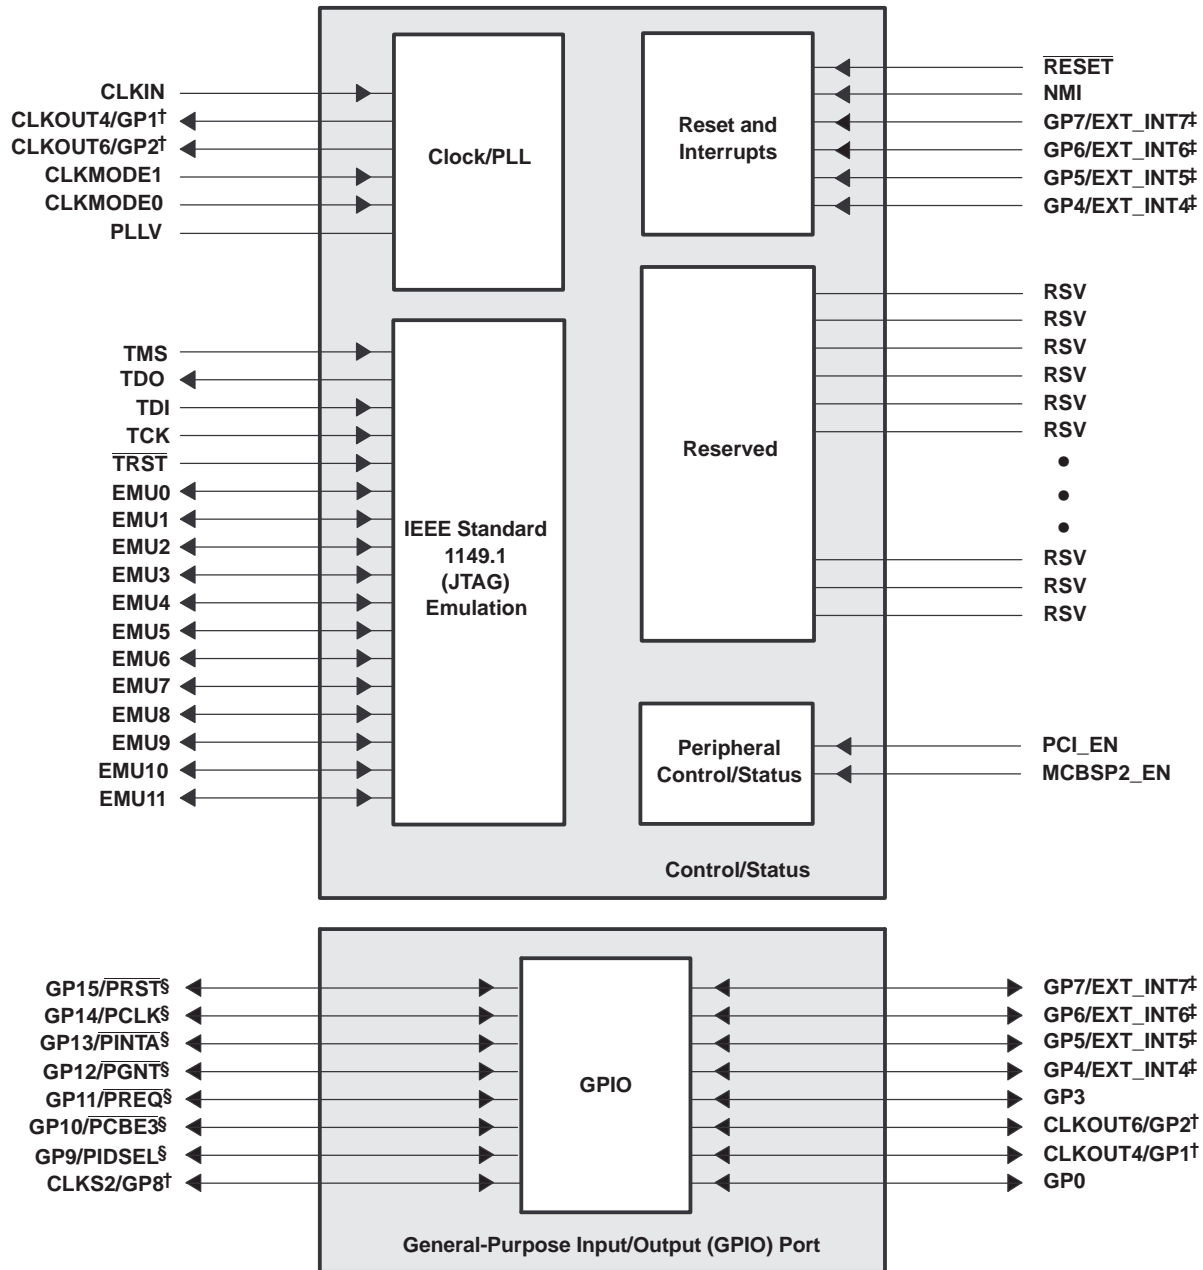 CLKIN
CLKOUT4/GP1†
CLKOUT6/GP2†
CLKMODE1
CLKMODE0
PLLV
Clock/PLL
Reset and
Interrupts
RESET
NMI
GP7/EXT_INT7‡
GP6/EXT_INT6‡
GP5/EXT_INT5‡
GP4/EXT_INT4‡
TMS
TDO
TDI
TCK
TRST
EMU0
EMU1
EMU2
EMU3
EMU4
EMU5
EMU6
EMU7
EMU8
EMU9
EMU10
EMU11
IEEE Standard
1149.1
(JTAG)
Emulation
Reserved
RSV
RSV
RSV
RSV
RSV
RSV
RSV
RSV
RSV
Peripheral
Control/Status
PCI_EN
MCBSP2_EN
Control/Status
GP15/PRST§
GP14/PCLK§
GP13/PINTA§
GP12/PGNT§
GP11/PREQ§
GP10/PCBE3§
GP9/PIDSEL§
CLKS2/GP8†
GPIO
GP7/EXT_INT7‡
GP6/EXT_INT6‡
GP5/EXT_INT5‡
GP4/EXT_INT4‡
GP3
CLKOUT6/GP2†
CLKOUT4/GP1†
GP0
General-Purpose Input/Output (GPIO) Port